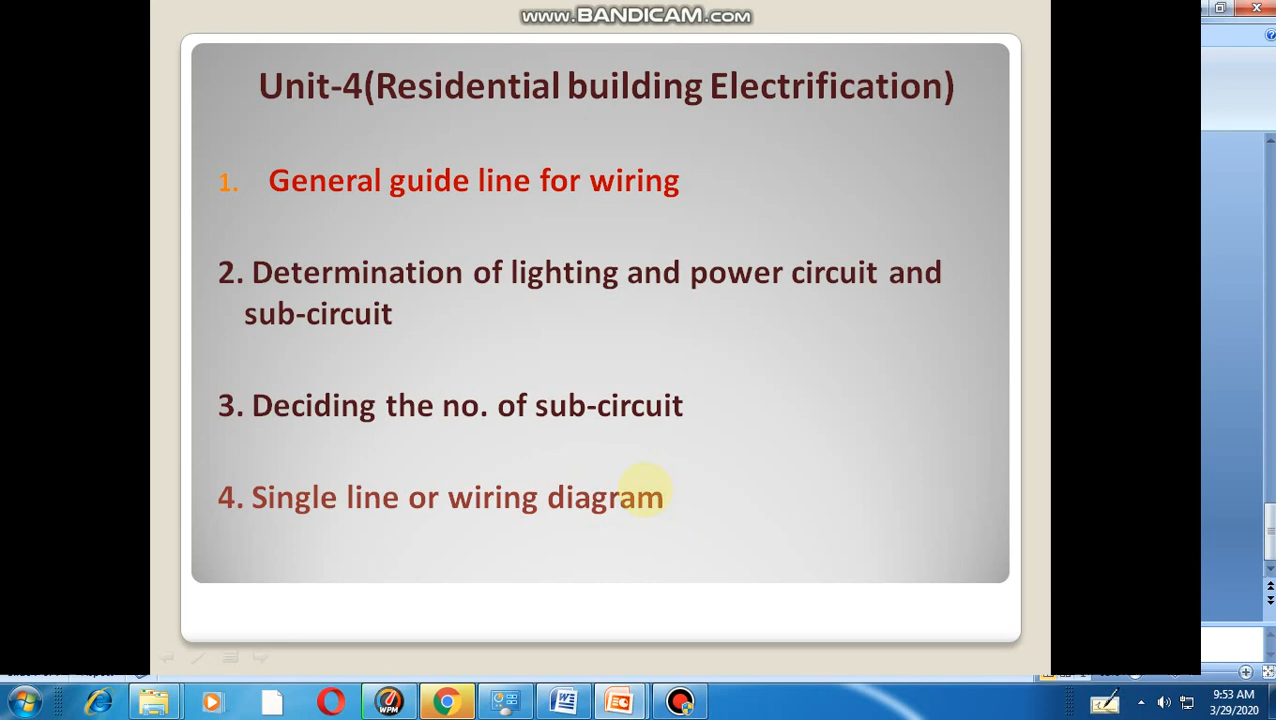 www.BANDICAM.com
Unit-4(Residential building Electrification)
1. General guide line for wiring
2. Determination of lighting and power circuit and
sub-circuit
3. Deciding the no. of sub-circuit
4. Single line or wiring diagram
WPM
9:53 AM
3/29/2020